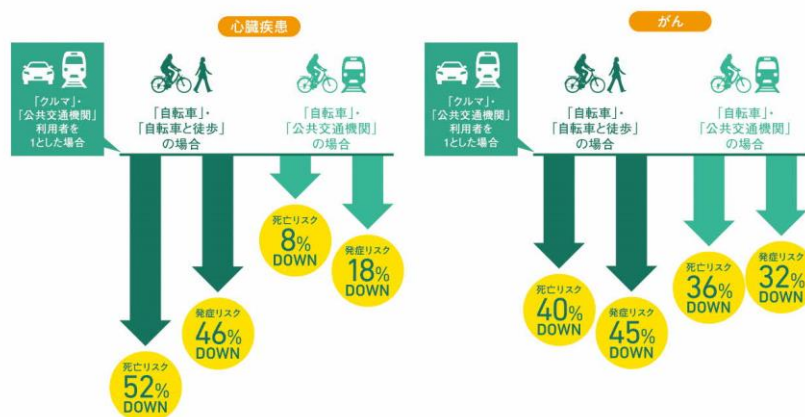 心臓疾患
「クルマ」・
「公共交通機関」
利用者を
1とした場合
「自転車」・
「自転車と徒歩」
の場合
「自転車」・
「公共交通機関」
の場合
死亡リスク
52%
DOWN
発症リスク
46%
DOWN
死亡リスク
8%
DOWN
発症リスク
18%
DOWN
がん
「クルマ」・
「公共交通機関」
利用者を
1とした場合
「自転車」・
「自転車と徒歩」
の場合
「自転車」・
「公共交通機関」
の場合
死亡リスク
40%
DOWN
発症リスク
45%
DOWN
死亡リスク
36%
DOWN
発症リスク
32%
DOWN